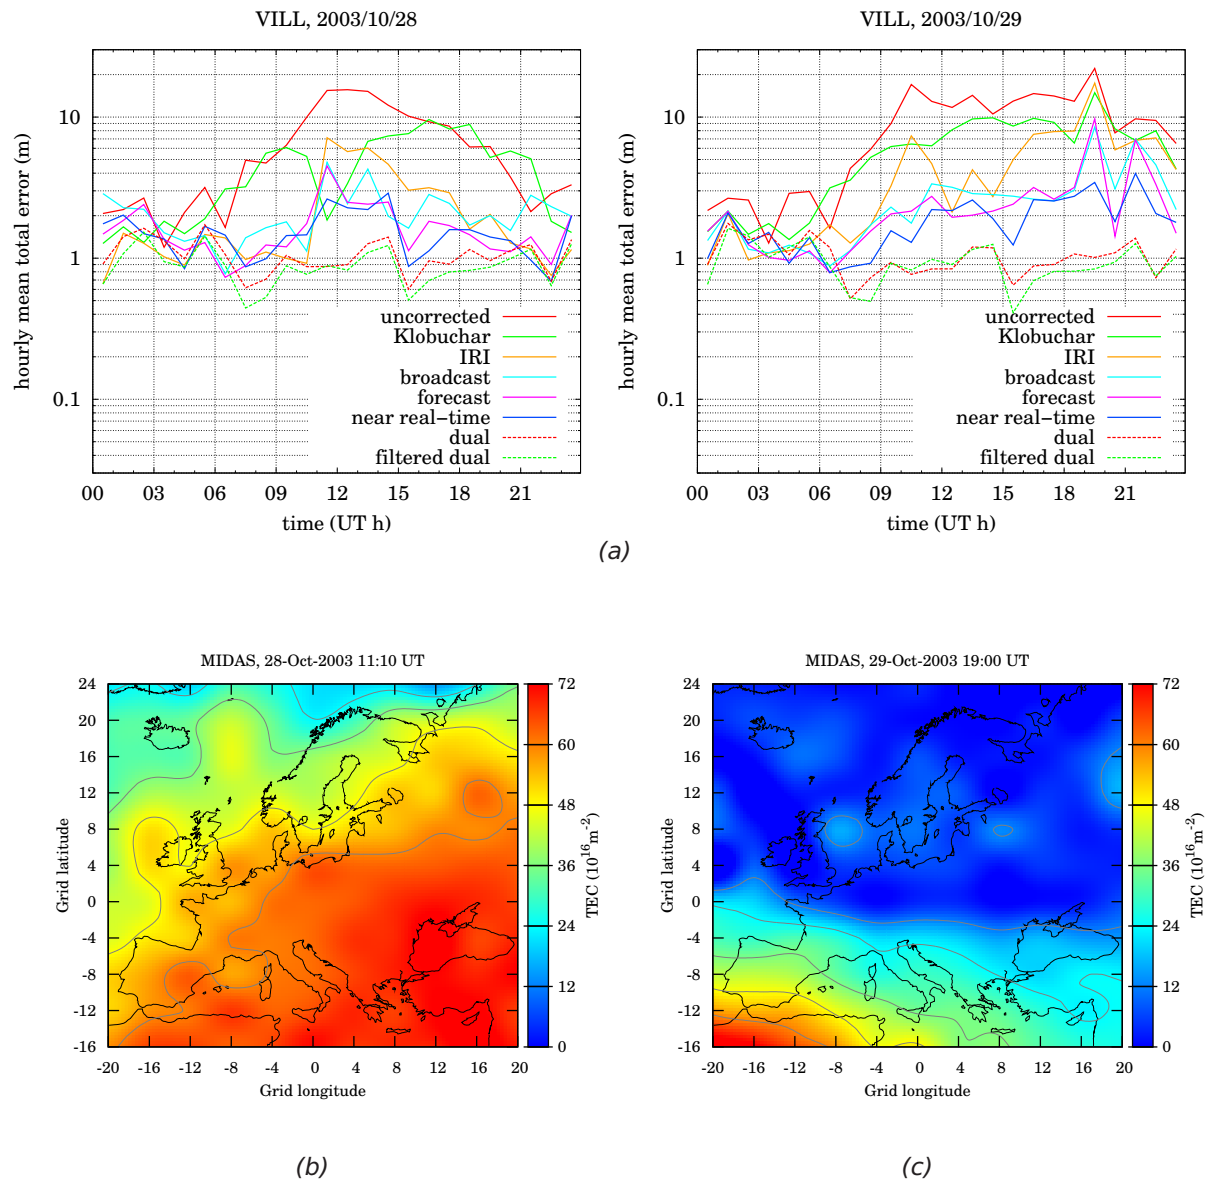 VILL, 2003/10/28
hourly mean total error (m)
10
1
0.1
uncorrected
Klobuchar
IRI
broadcast
forecast
near real-time
dual
filtered dual
00 03 06 09 12 15 18 21
time (UT h)
VILL, 2003/10/29
hourly mean total error (m)
10
1
0.1
uncorrected
Klobuchar
IRI
broadcast
forecast
near real-time
dual
filtered dual
00 03 06 09 12 15 18 21
time (UT h)
(a)
MIDAS, 28-Oct-2003 11:10 UT
Grid latitude
24
20
16
12
8
4
0
-4
-8
-12
-16
-20 -16 -12 -8 -4 0 4 8 12 16 20
Grid longitude
72
60
48
36
24
12
0
TEC (10^16 m^-2)
(b)
MIDAS, 29-Oct-2003 19:00 UT
Grid latitude
24
20
16
12
8
4
0
-4
-8
-12
-16
-20 -16 -12 -8 -4 0 4 8 12 16 20
Grid longitude
72
60
48
36
24
12
0
TEC (10^16 m^-2)
(c)